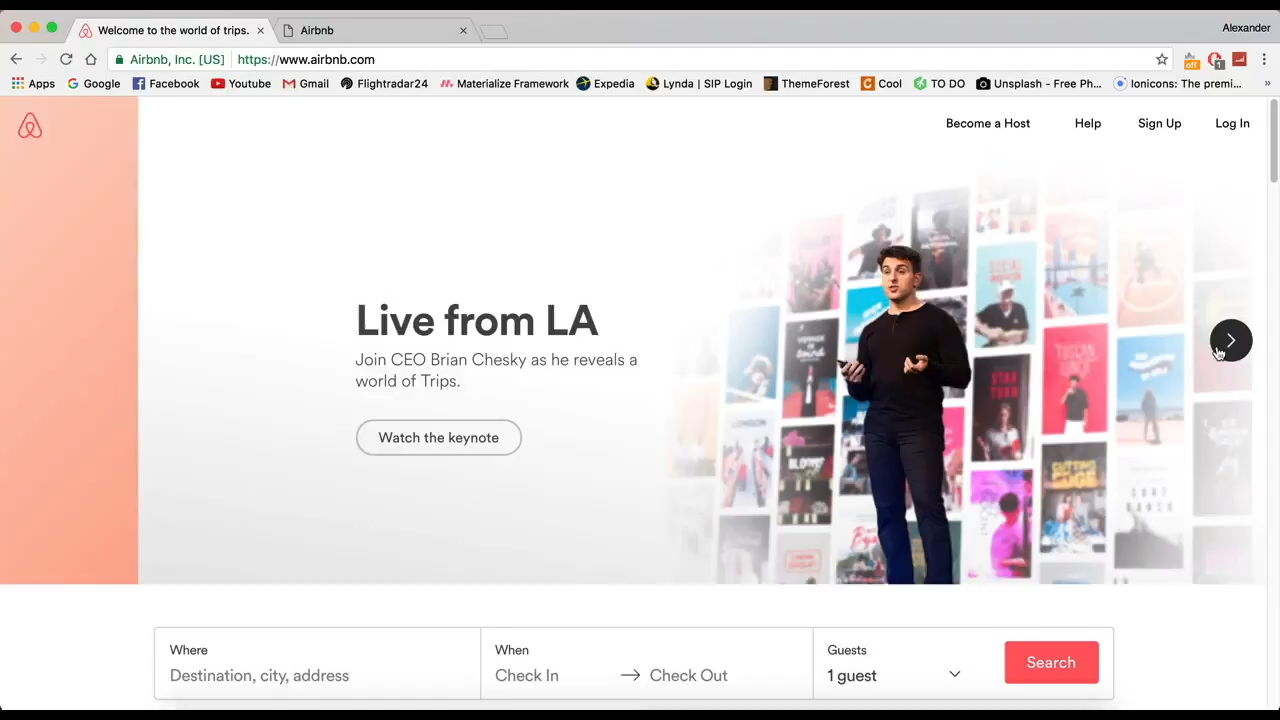 Welcome to the world of trips.
Airbnb
Alexander
Airbnb, Inc. [US]
https://www.airbnb.com
off
1
Apps
Google
Facebook
Youtube
Gmail
Flightradar24
Materialize Framework
Expedia
Lynda | SIP Login
ThemeForest
Cool
TO DO
Unsplash - Free Ph...
Ionicons: The premi...
»
Become a Host
Help
Sign Up
Log In
Live from LA
Join CEO Brian Chesky as he reveals a
world of Trips.
Watch the keynote
Where
Destination, city, address
When
Check In
Check Out
Guests
1 guest
Search